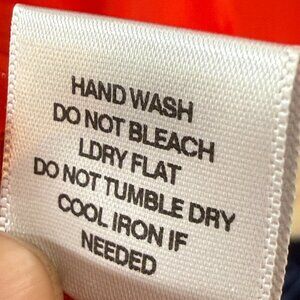 HAND WASH
DO NOT BLEACH
LDRY FLAT
DO NOT TUMBLE DRY
COOL IRON IF
NEEDED